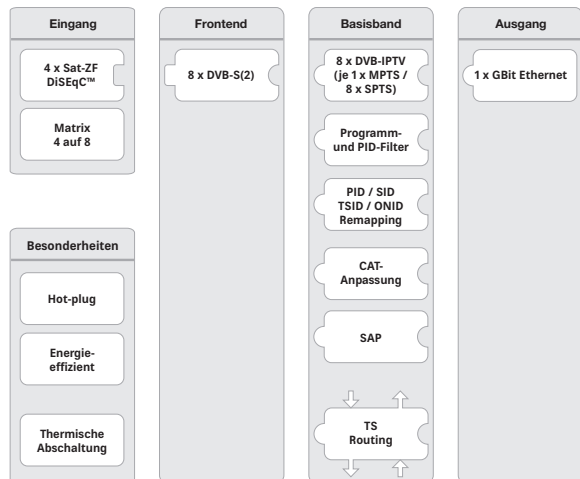 Eingang
4 x Sat-ZF
DiSEqC™
Matrix
4 auf 8
Besonderheiten
Hot-plug
Energie-
effizient
Thermische
Abschaltung
Frontend
8 x DVB-S(2)
Basisband
8 x DVB-IPTV
(je 1 x MPTS /
8 x SPTS)
Programm-
und PID-Filter
PID / SID
TSID / ONID
Remapping
CAT-
Anpassung
SAP
TS
Routing
Ausgang
1 x GBit Ethernet